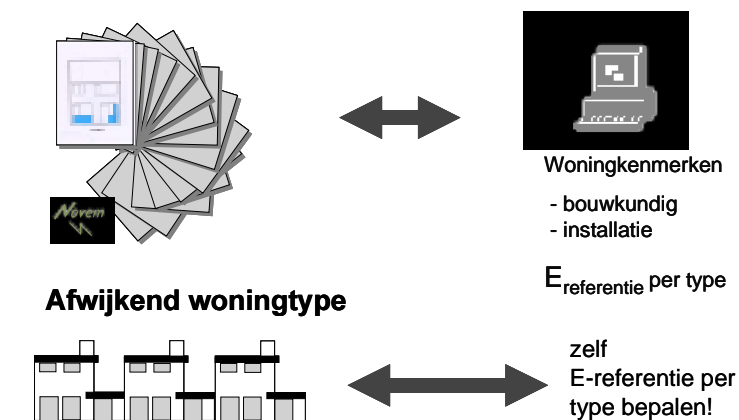 Novem
Woningkenmerken
- bouwkundig
- installatie
Ereferentie per type
Afwijkend woningtype
zelf
E-referentie per
type bepalen!